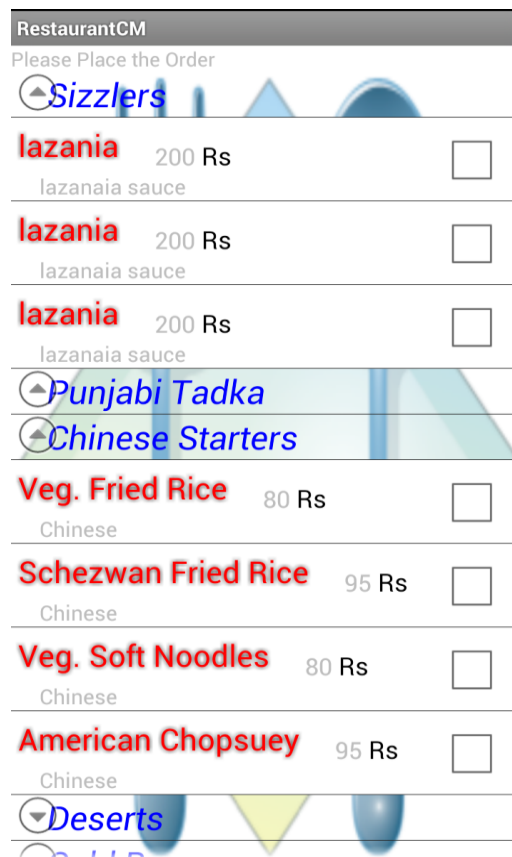 RestaurantCM
Please Place the Order
Sizzlers
lazania 200 Rs
lazanaia sauce
lazania 200 Rs
lazanaia sauce
lazania 200 Rs
lazanaia sauce
Punjabi Tadka
Chinese Starters
Veg. Fried Rice 80 Rs
Chinese
Schezwan Fried Rice 95 Rs
Chinese
Veg. Soft Noodles 80 Rs
Chinese
American Chopsuey 95 Rs
Chinese
Deserts